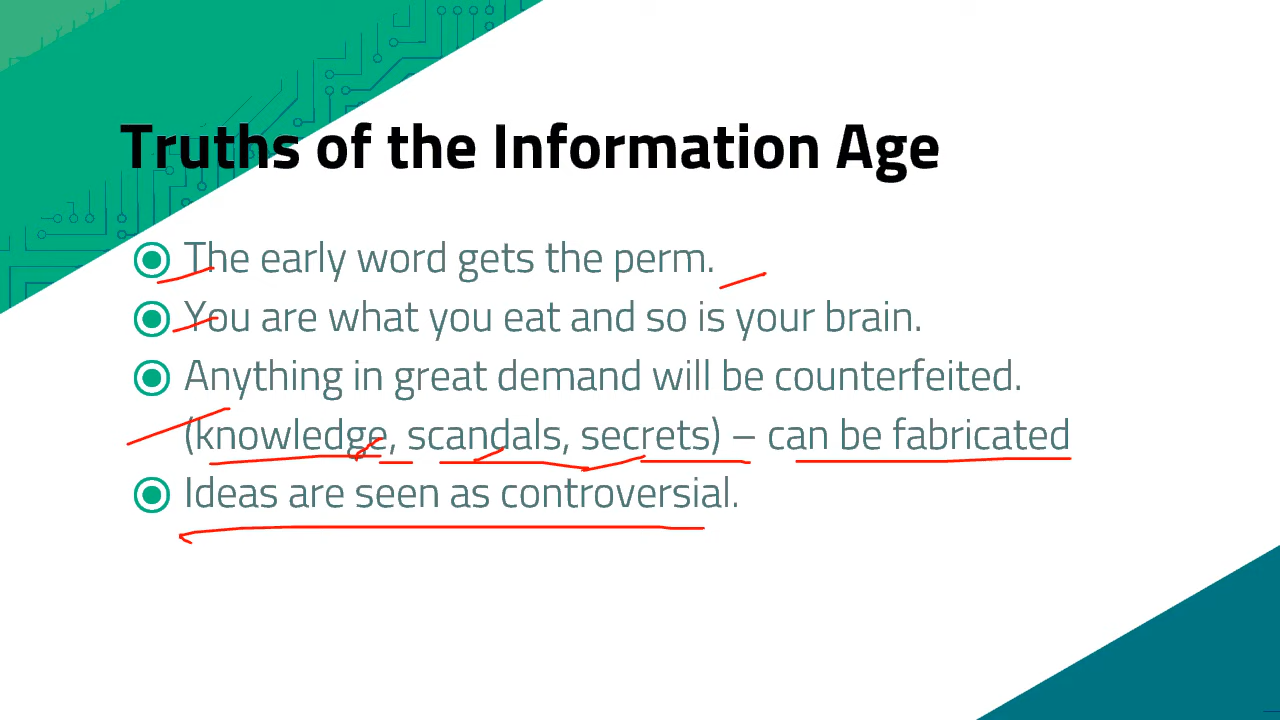 Truths of the Information Age
The early word gets the perm.
You are what you eat and so is your brain.
Anything in great demand will be counterfeited.
(knowledge, scandals, secrets) – can be fabricated
Ideas are seen as controversial.